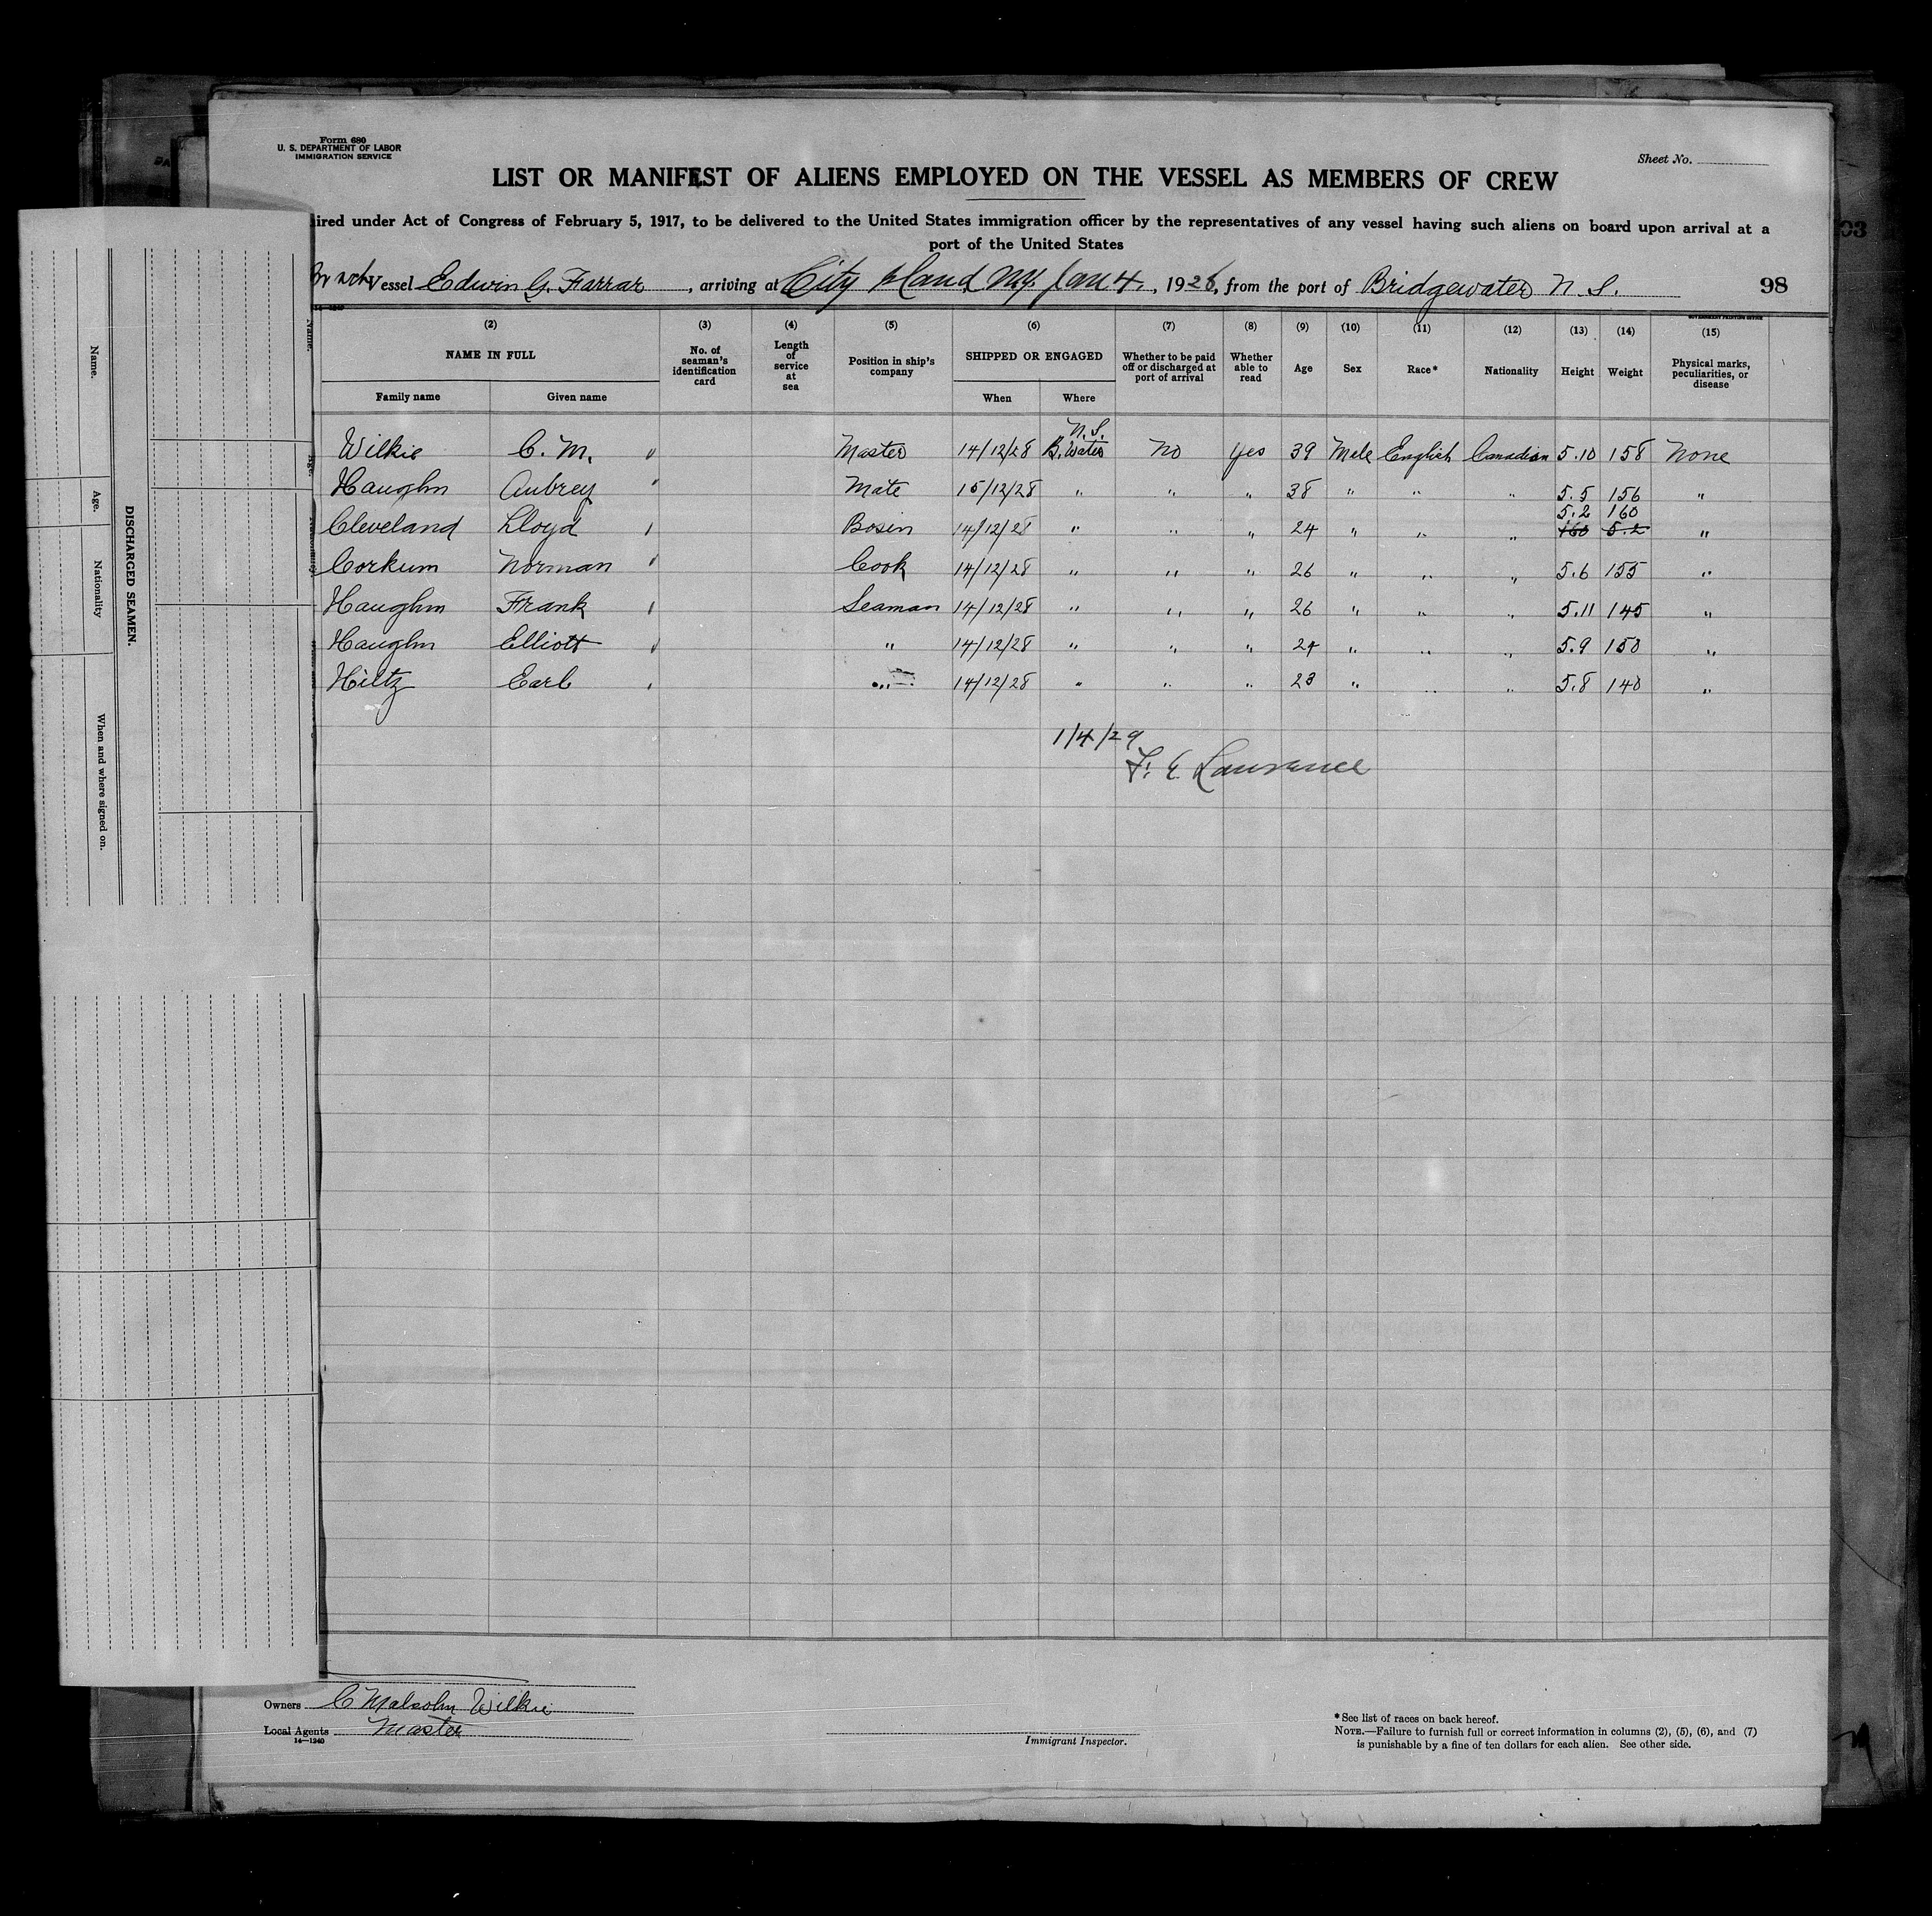 Form 680
U. S. DEPARTMENT OF LABOR
IMMIGRATION SERVICE
Sheet No.
LIST OR MANIFEST OF ALIENS EMPLOYED ON THE VESSEL AS MEMBERS OF CREW
ired under Act of Congress of February 5, 1917, to be delivered to the United States immigration officer by the representatives of any vessel having such aliens on board upon arrival at a
port of the United States
Vessel Edwin G. Farrar, arriving at City Island N.Y. Jan 4, 1928, from the port of Bridgewater N. S. 98
(2) (3) (4) (5) (6) (7) (8) (9) (10) (11) (12) (13) (14) (15)
NAME IN FULL No. of seaman's identification card Length of service at sea Position in ship's company SHIPPED OR ENGAGED Whether to be paid off or discharged at port of arrival Whether able to read Age Sex Race* Nationality Height Weight Physical marks, peculiarities, or disease
Family name Given name When Where
N.S.
Wilkie C. M. Master 14/12/28 B. Water No Yes 39 Male English Canadian 5.10 158 None
Haughn Aubrey Mate 15/12/28 " " " 38 " " " 5.5 156 "
5.2 160
Cleveland Lloyd Bosin 14/12/28 " " " 24 " " " 160 5.2 "
Corkum Norman Cook 14/12/28 " " " 26 " " " 5.6 155 "
Haughn Frank Seaman 14/12/28 " " " 26 " " " 5.11 145 "
Haughn Elliott " 14/12/28 " " " 24 " " " 5.9 150 "
Hiltz Earl " 14/12/28 " " " 23 " " " 5.8 140 "
1/4/29
F. E. Lawrence
DISCHARGED SEAMEN.
Name.
Age.
Nationality
When and where signed on.
Owners C Malcolm Wilkie
Local Agents Master
14—1240
Immigrant Inspector.
* See list of races on back hereof.
NOTE.—Failure to furnish full or correct information in columns (2), (5), (6), and (7)
is punishable by a fine of ten dollars for each alien. See other side.